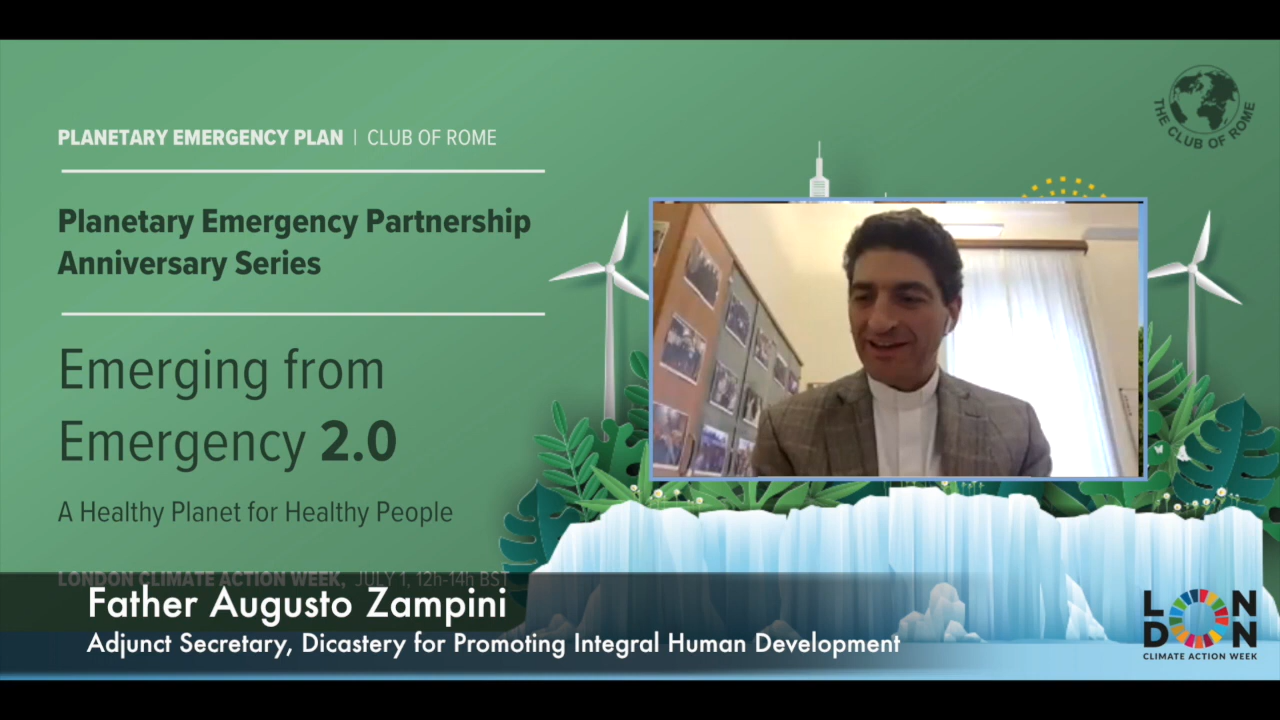 PLANETARY EMERGENCY PLAN | CLUB OF ROME
THE CLUB OF ROME
Planetary Emergency Partnership
Anniversary Series
Emerging from
Emergency 2.0
A Healthy Planet for Healthy People
LONDON CLIMATE ACTION WEEK, JULY 1, 12h-14h BST
Father Augusto Zampini
Adjunct Secretary, Dicastery for Promoting Integral Human Development
LONDON
CLIMATE ACTION WEEK